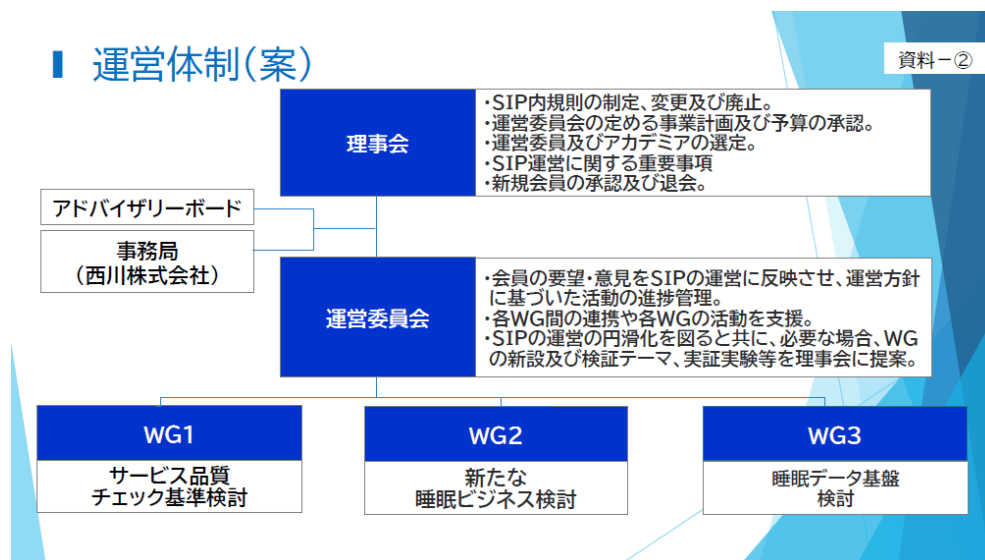 運営体制(案)
資料-②
理事会
・SIP内規則の制定、変更及び廃止。
・運営委員会の定める事業計画及び予算の承認。
・運営委員及びアカデミアの選定。
・SIP運営に関する重要事項
・新規会員の承認及び退会。
アドバイザリーボード
事務局
(西川株式会社)
運営委員会
・会員の要望・意見をSIPの運営に反映させ、運営方針
に基づいた活動の進捗管理。
・各WG間の連携や各WGの活動を支援。
・SIPの運営の円滑化を図ると共に、必要な場合、WG
の新設及び検証テーマ、実証実験等を理事会に提案。
WG1
サービス品質
チェック基準検討
WG2
新たな
睡眠ビジネス検討
WG3
睡眠データ基盤
検討